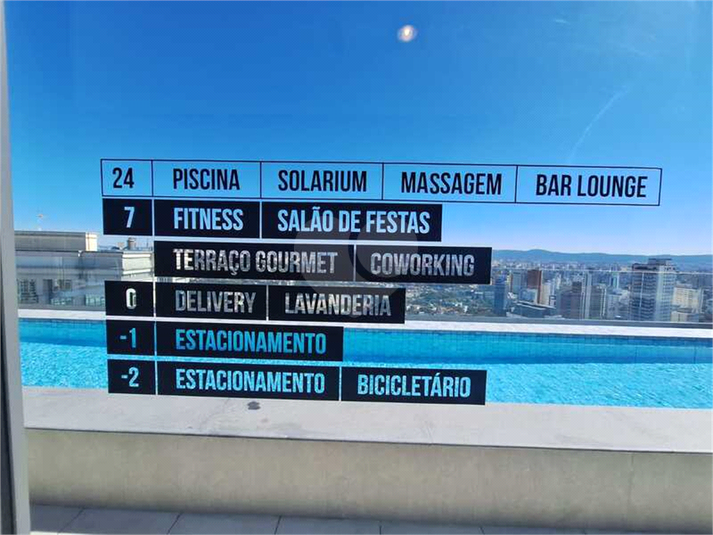 24 PISCINA SOLARIUM MASSAGEM BAR LOUNGE
7 FITNESS SALÃO DE FESTAS
TERRAÇO GOURMET COWORKING
0 DELIVERY LAVANDERIA
-1 ESTACIONAMENTO
-2 ESTACIONAMENTO BICICLETÁRIO